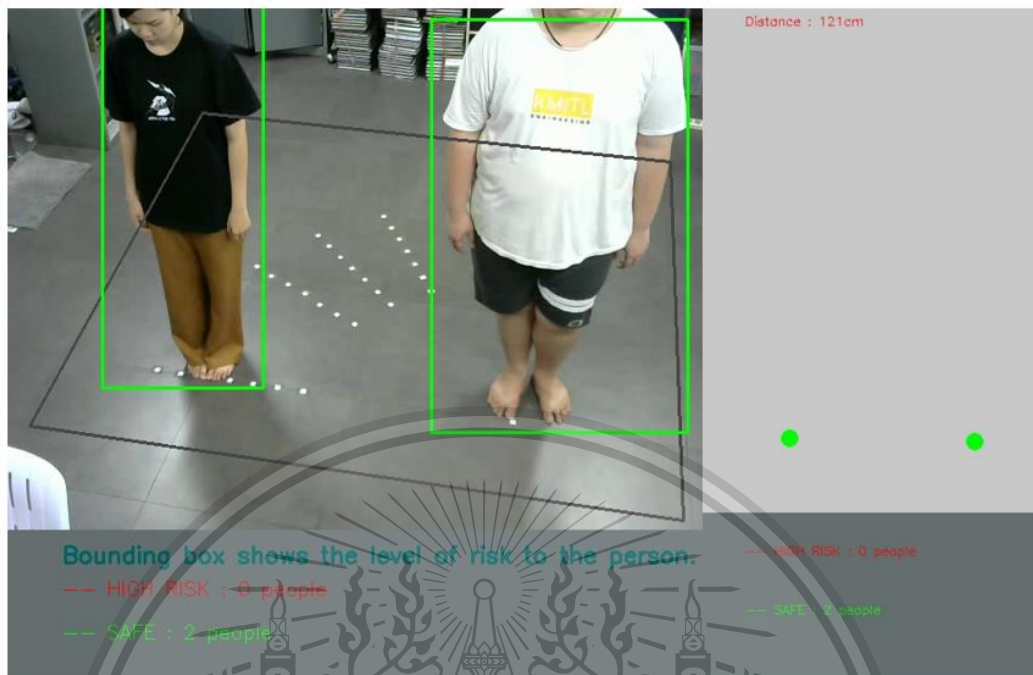 Distance : 121cm
KMITL
ENGINEERING
Bounding box shows the level of risk to the person.
-- HIGH RISK : 0 people
-- SAFE : 2 people
-- HIGH RISK : 0 people
-- SAFE : 2 people